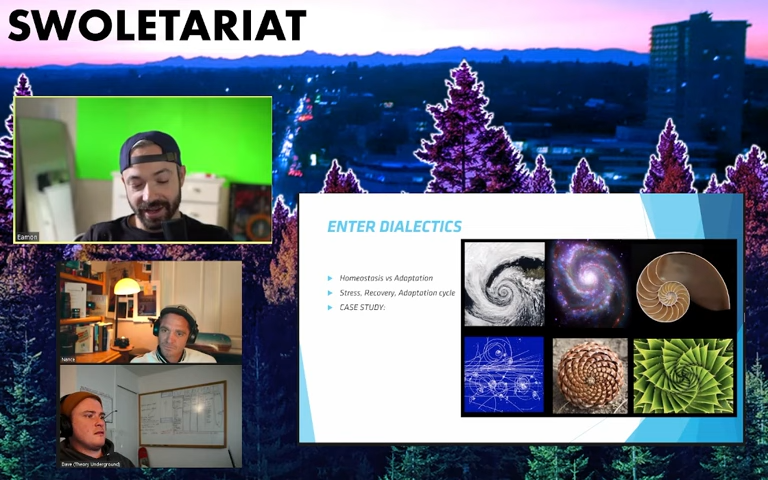 SWOLETARIAT
Eamon
ENTER DIALECTICS
Homeostasis vs Adaptation
Stress, Recovery, Adaptation cycle
CASE STUDY:
Dave (Theory Underground)